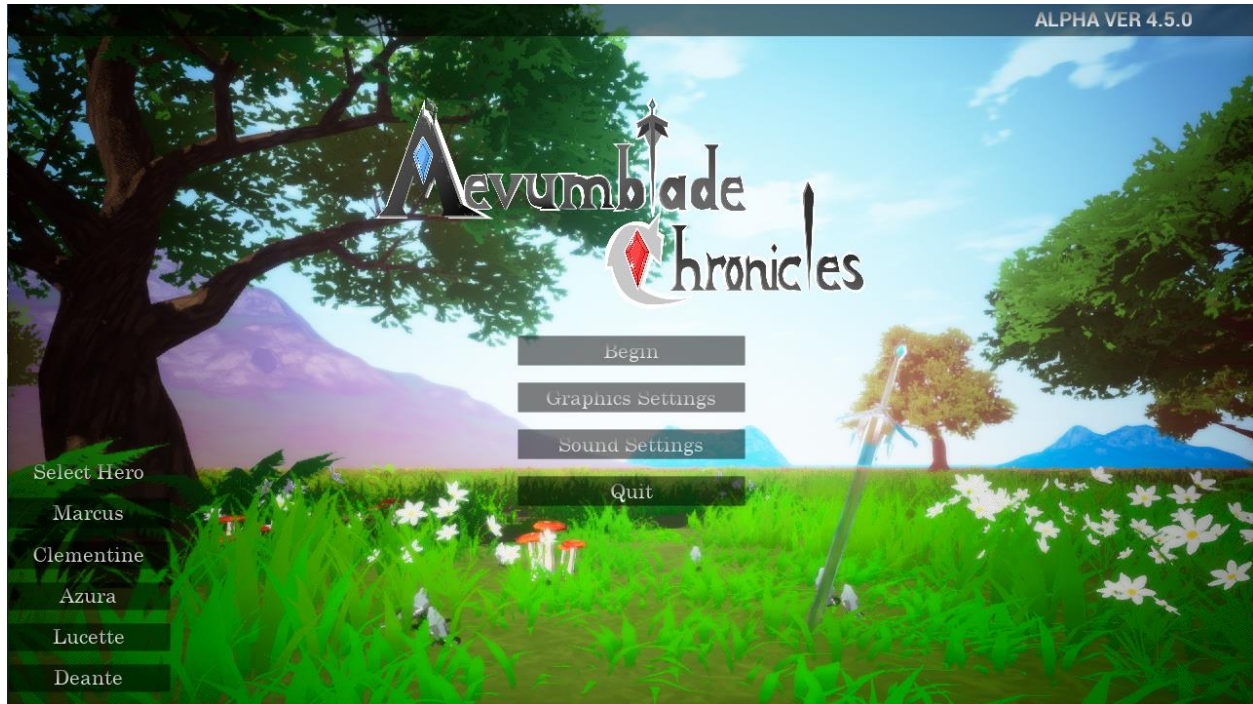 ALPHA VER 4.5.0
Aevumblade
Chronicles
Begin
Graphics Settings
Sound Settings
Quit
Select Hero
Marcus
Clementine
Azura
Lucette
Deante